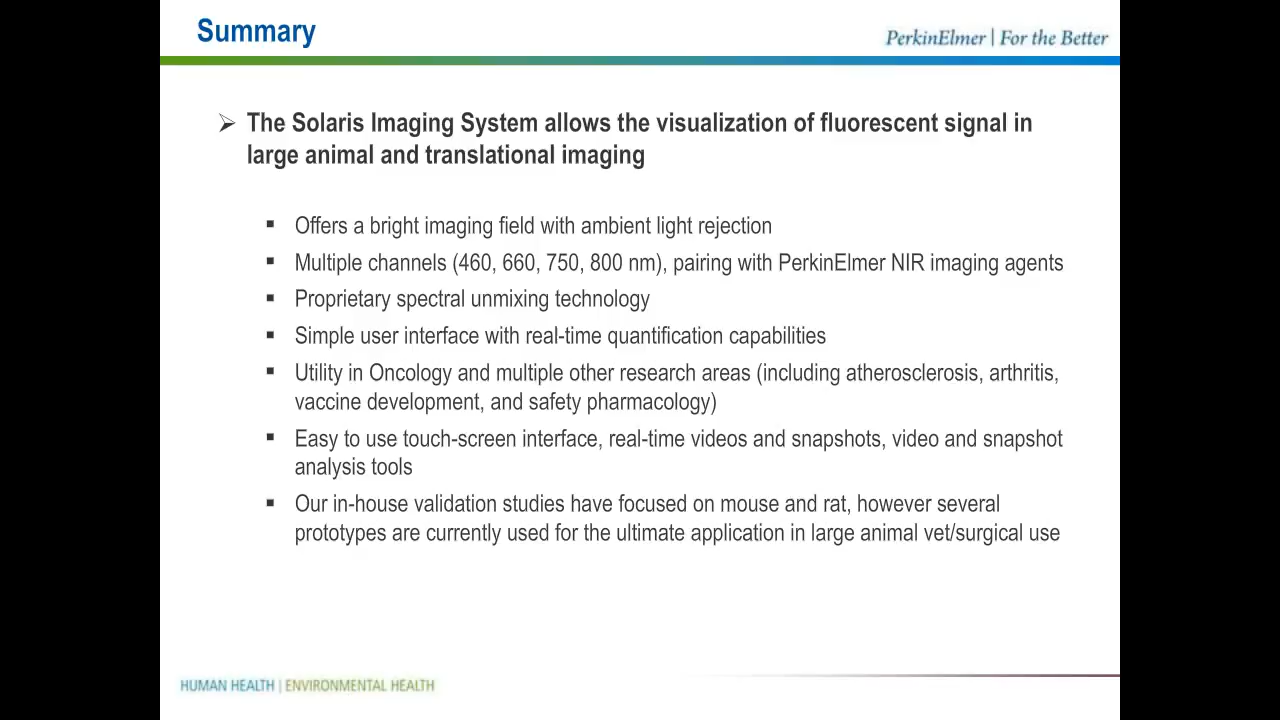 Summary
PerkinElmer | For the Better
➢ The Solaris Imaging System allows the visualization of fluorescent signal in
large animal and translational imaging
▪ Offers a bright imaging field with ambient light rejection
▪ Multiple channels (460, 660, 750, 800 nm), pairing with PerkinElmer NIR imaging agents
▪ Proprietary spectral unmixing technology
▪ Simple user interface with real-time quantification capabilities
▪ Utility in Oncology and multiple other research areas (including atherosclerosis, arthritis,
vaccine development, and safety pharmacology)
▪ Easy to use touch-screen interface, real-time videos and snapshots, video and snapshot
analysis tools
▪ Our in-house validation studies have focused on mouse and rat, however several
prototypes are currently used for the ultimate application in large animal vet/surgical use
HUMAN HEALTH | ENVIRONMENTAL HEALTH